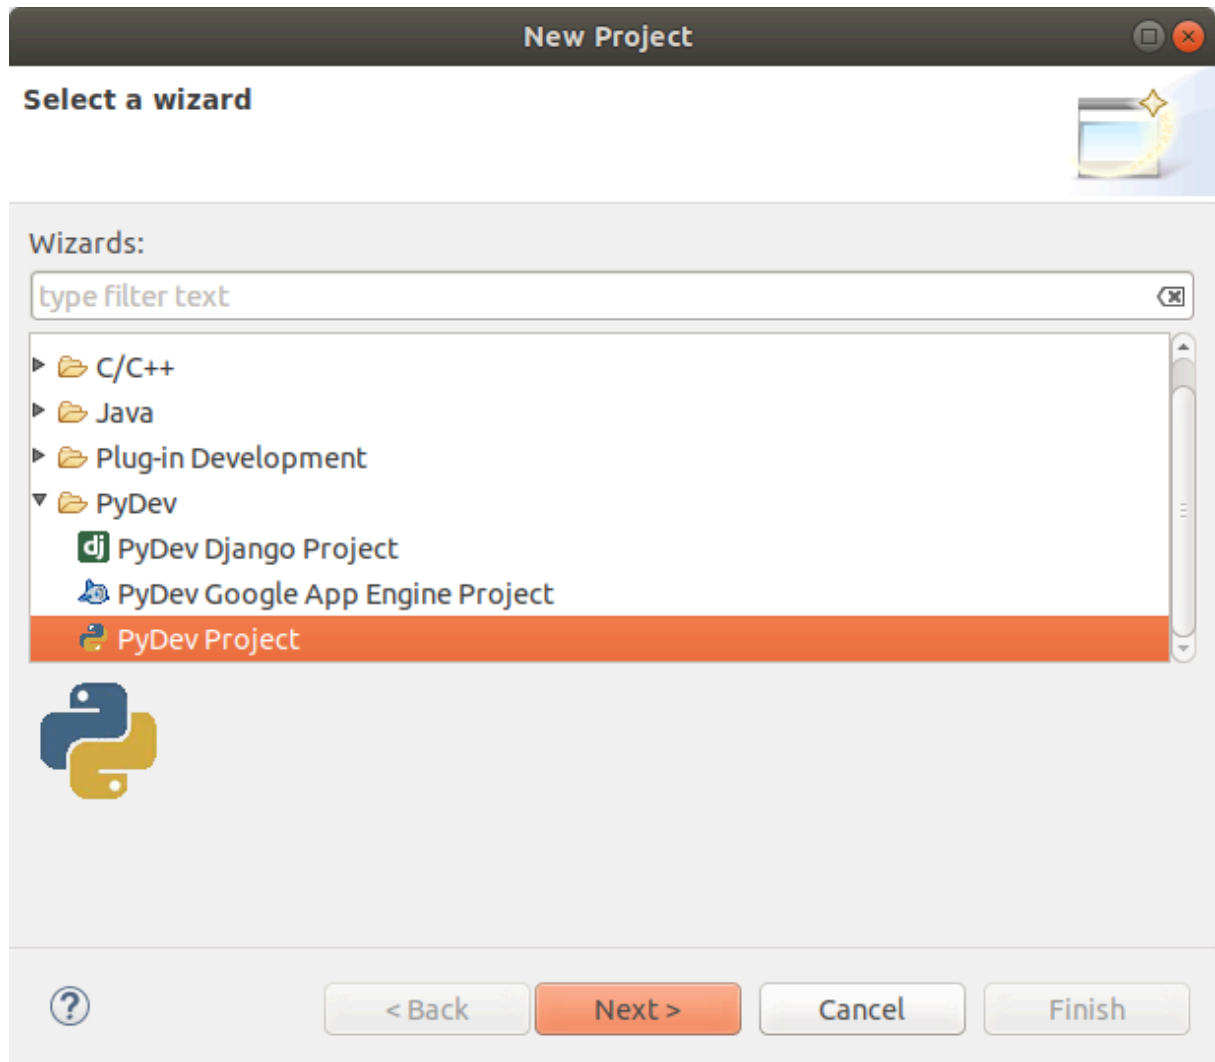 New Project
Select a wizard
Wizards:
type filter text
C/C++
Java
Plug-in Development
PyDev
dj PyDev Django Project
PyDev Google App Engine Project
PyDev Project
? < Back Next > Cancel Finish